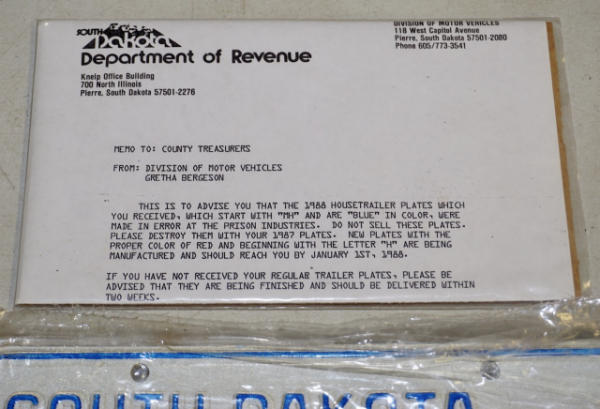 SOUTH
Dakota
Department of Revenue
Kneip Office Building
700 North Illinois
Pierre, South Dakota 57501-2276
DIVISION OF MOTOR VEHICLES
118 West Capitol Avenue
Pierre, South Dakota 57501-2080
Phone 605/773-3541
MEMO TO: COUNTY TREASURERS
FROM: DIVISION OF MOTOR VEHICLES
GRETHA BERGESON
THIS IS TO ADVISE YOU THAT THE 1988 HOUSETRAILER PLATES WHICH
YOU RECEIVED, WHICH START WITH "MH" AND ARE "BLUE" IN COLOR, WERE
MADE IN ERROR AT THE PRISON INDUSTRIES. DO NOT SELL THESE PLATES.
PLEASE DESTROY THEM WITH YOUR 1987 PLATES. NEW PLATES WITH THE
PROPER COLOR OF RED AND BEGINNING WITH THE LETTER "H" ARE BEING
MANUFACTURED AND SHOULD REACH YOU BY JANUARY 1ST, 1988.
IF YOU HAVE NOT RECEIVED YOUR REGULAR TRAILER PLATES, PLEASE BE
ADVISED THAT THEY ARE BEING FINISHED AND SHOULD BE DELIVERED WITHIN
TWO WEEKS.
SOUTH DAKOTA